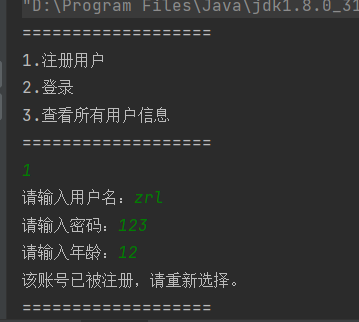 "D:\Program Files\Java\jdk1.8.0_31
===================
1.注册用户
2.登录
3.查看所有用户信息
===================
1
请输入用户名：zrl
请输入密码：123
请输入年龄：12
该账号已被注册，请重新选择。
===================